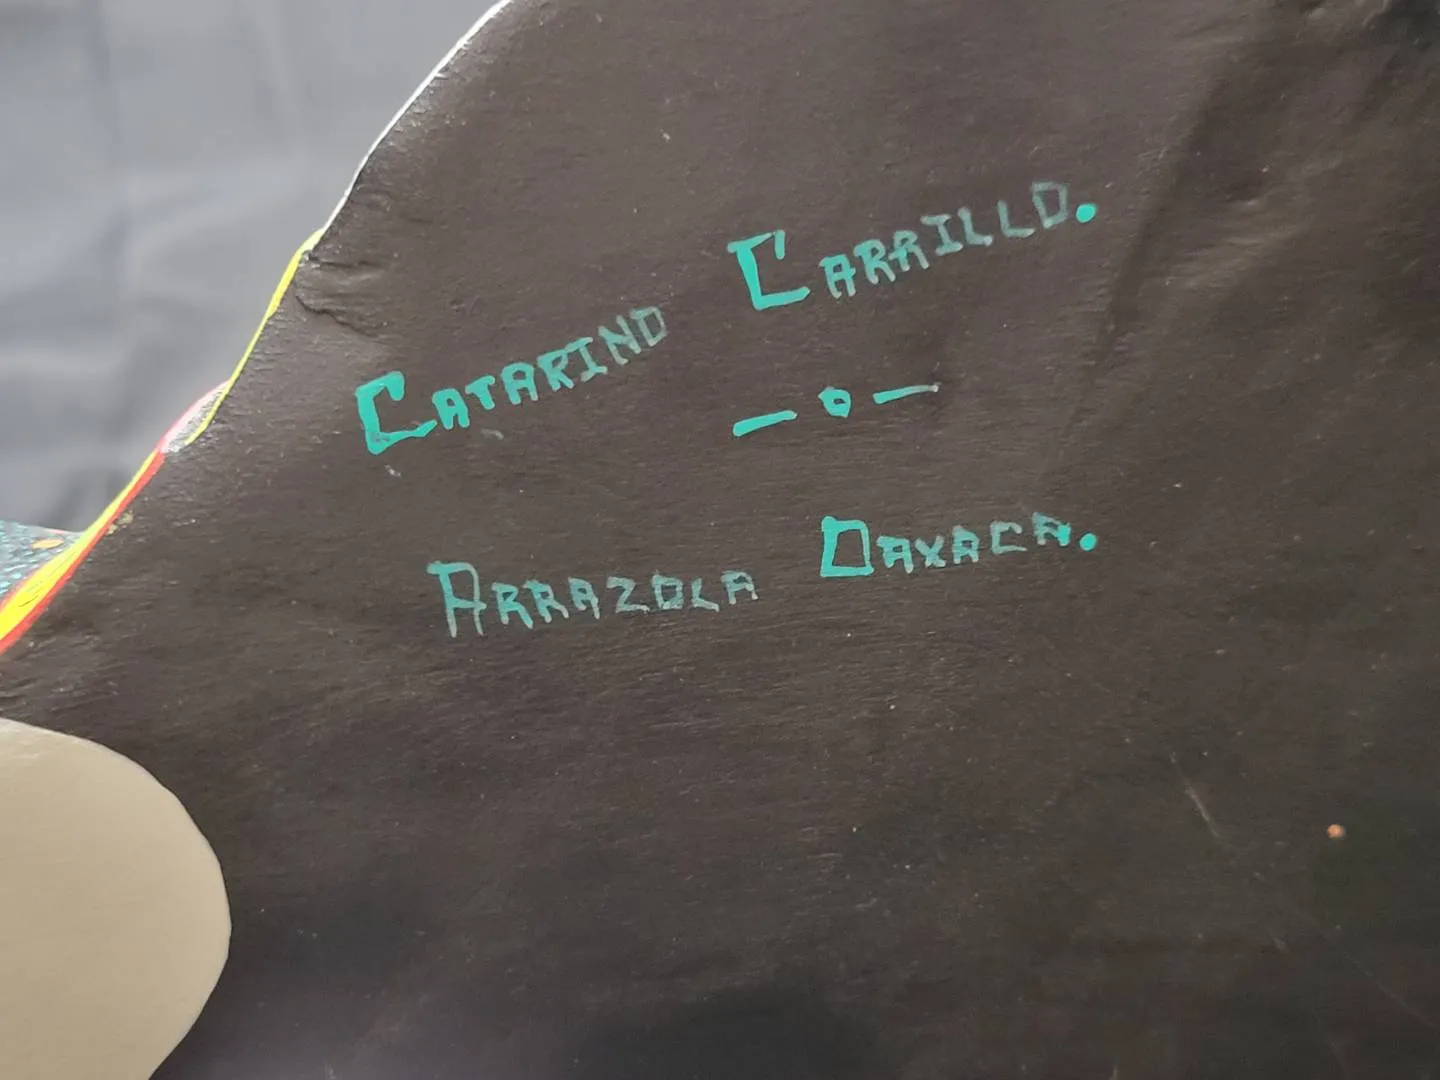 CATARINO CARRILLO.
— o —
ARRAZOLA OAXACA.